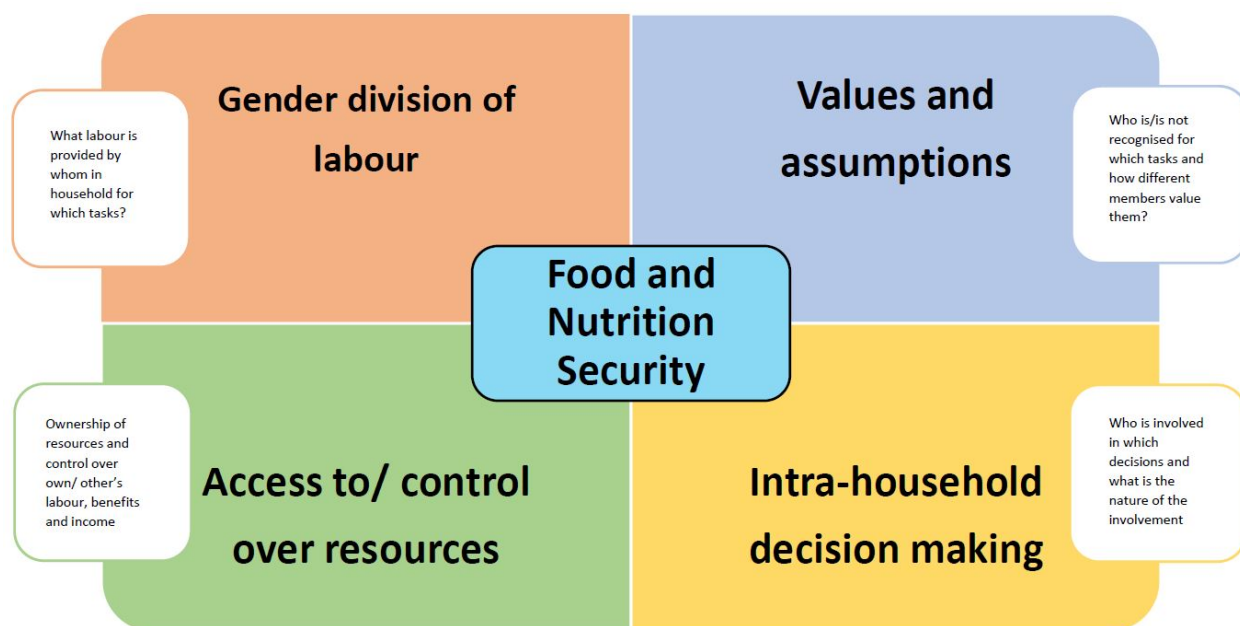 Gender division of
labour
What labour is
provided by
whom in
household for
which tasks?
Values and
assumptions
Who is/is not
recognised for
which tasks and
how different
members value
them?
Food and
Nutrition
Security
Ownership of
resources and
control over
own/ other's
labour, benefits
and income
Access to/ control
over resources
Intra-household
decision making
Who is involved
in which
decisions and
what is the
nature of the
involvement